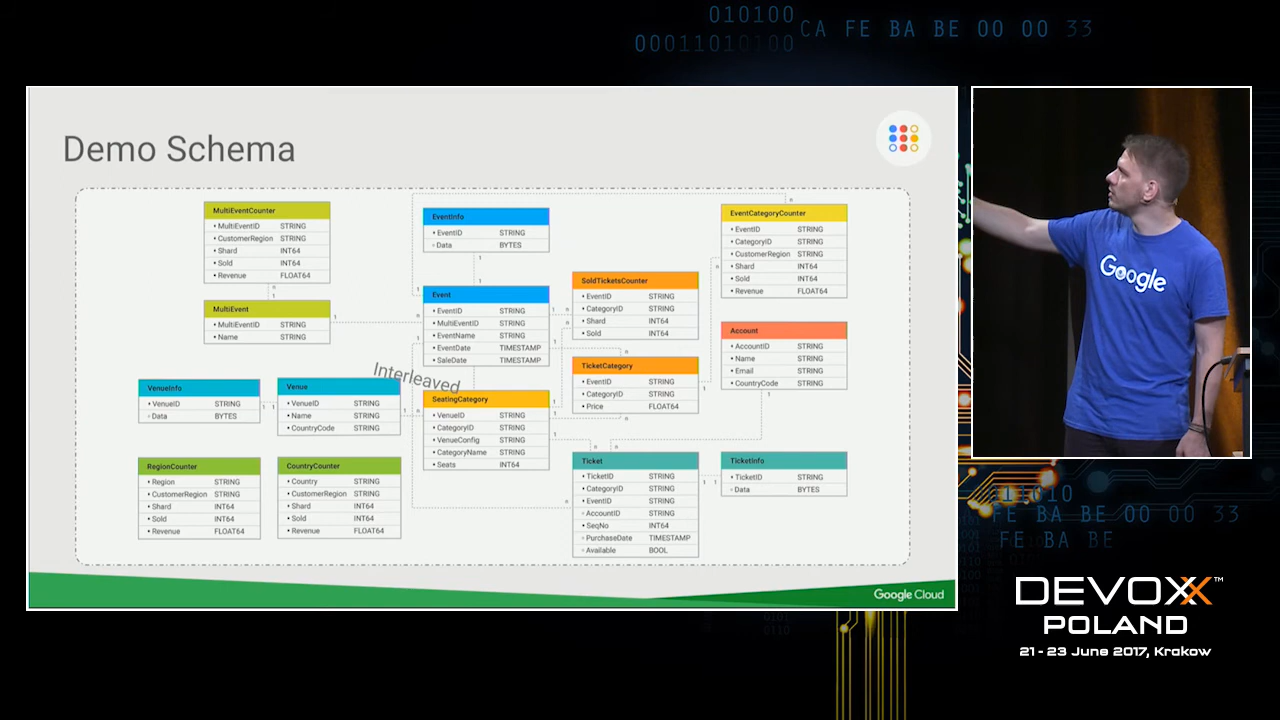 010100
00011010100
CA FE BA BE 00 00 33
Demo Schema
MultiEventCounter
• MultiEventID STRING
• CustomerRegion STRING
• Shard INT64
• Sold INT64
• Revenue FLOAT64
MultiEvent
• MultiEventID STRING
• Name STRING
EventInfo
• EventID STRING
◦ Data BYTES
Event
• EventID STRING
• MultiEventID STRING
• EventName STRING
• EventDate TIMESTAMP
• SaleDate TIMESTAMP
SoldTicketsCounter
• EventID STRING
• CategoryID STRING
• Shard INT64
• Sold INT64
EventCategoryCounter
• EventID STRING
• CategoryID STRING
• CustomerRegion STRING
• Shard INT64
• Sold INT64
• Revenue FLOAT64
Account
• AccountID STRING
• Name STRING
• Email STRING
• CountryCode STRING
TicketCategory
• EventID STRING
• CategoryID STRING
• Price FLOAT64
Interleaved
VenueInfo
• VenueID STRING
◦ Data BYTES
Venue
• VenueID STRING
• Name STRING
• CountryCode STRING
SeatingCategory
• VenueID STRING
• CategoryID STRING
• VenueConfig STRING
• CategoryName STRING
• Seats INT64
RegionCounter
• Region STRING
• CustomerRegion STRING
• Shard INT64
• Sold INT64
• Revenue FLOAT64
CountryCounter
• Country STRING
• CustomerRegion STRING
• Shard INT64
• Sold INT64
• Revenue FLOAT64
Ticket
• TicketID STRING
• CategoryID STRING
• EventID STRING
◦ AccountID STRING
• SeqNo INT64
◦ PurchaseDate TIMESTAMP
◦ Available BOOL
TicketInfo
• TicketID STRING
◦ Data BYTES
Google Cloud
Google
011010
FE BA BE 00 00 33
FE BA BE
DEVOXX™
POLAND
21 - 23 June 2017, Krakow